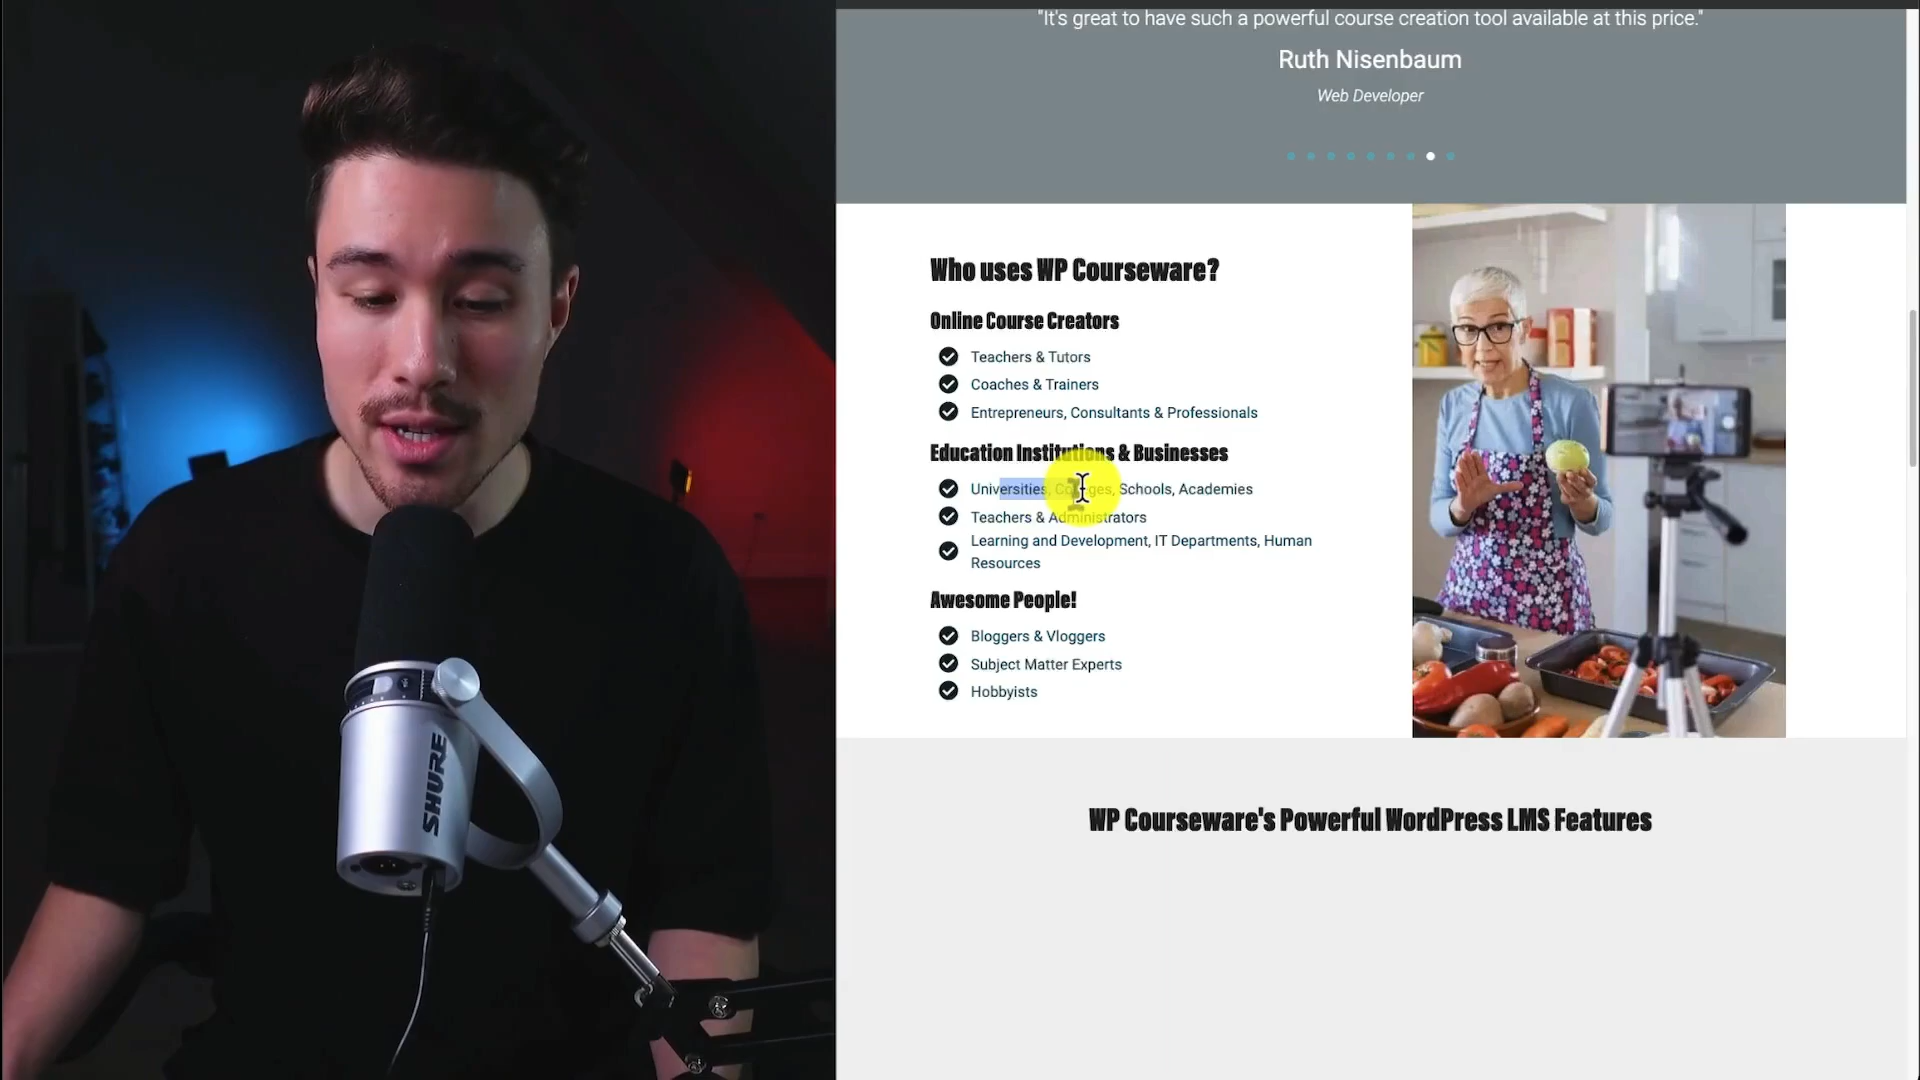 "It's great to have such a powerful course creation tool available at this price."
Ruth Nisenbaum
Web Developer
Who uses WP Courseware?
Online Course Creators
Teachers & Tutors
Coaches & Trainers
Entrepreneurs, Consultants & Professionals
Education Institutions & Businesses
Universities, Colleges, Schools, Academies
Teachers & Administrators
Learning and Development, IT Departments, Human
Resources
Awesome People!
Bloggers & Vloggers
Subject Matter Experts
Hobbyists
WP Courseware's Powerful WordPress LMS Features
SHURE